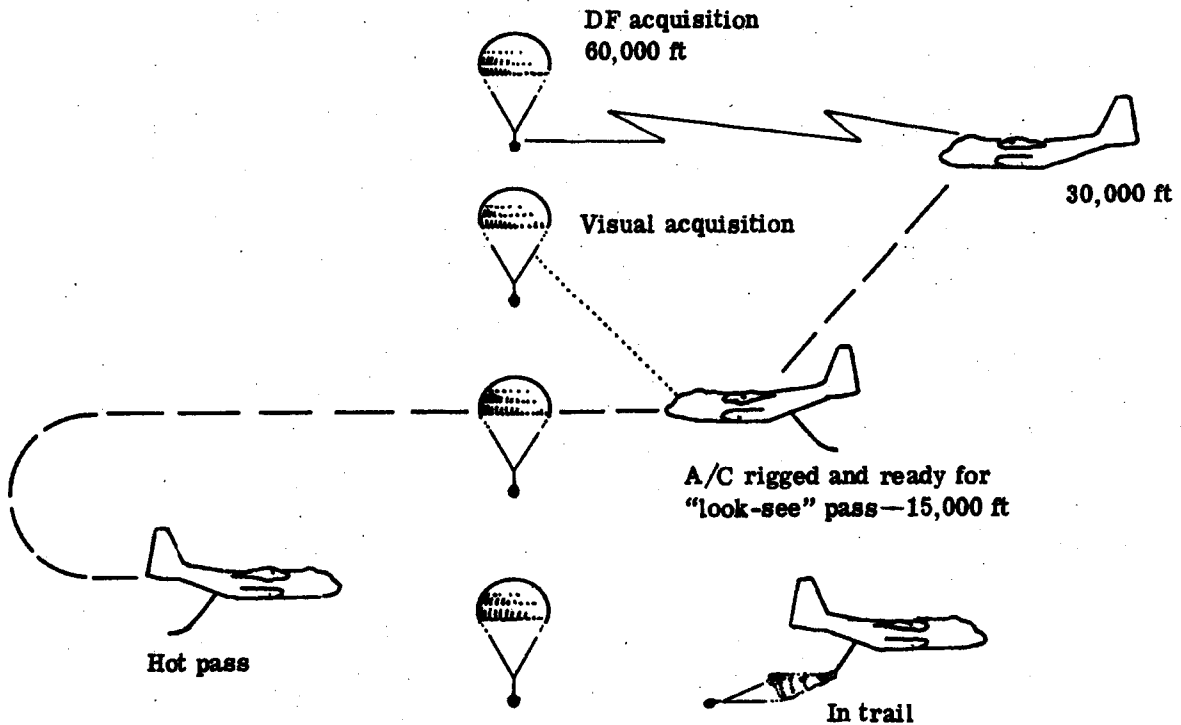 DF acquisition
60,000 ft
30,000 ft
Visual acquisition
A/C rigged and ready for
“look-see” pass—15,000 ft
Hot pass
In trail